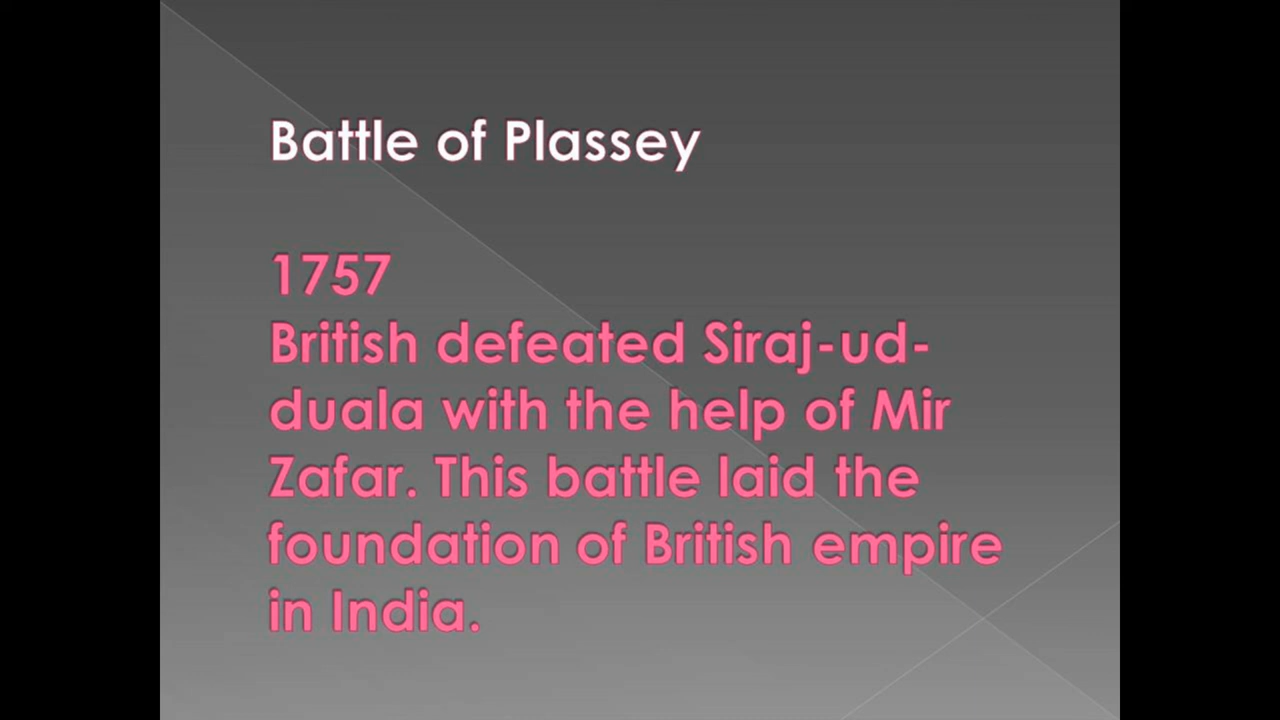 Battle of Plassey
1757
British defeated Siraj-ud-
duala with the help of Mir
Zafar. This battle laid the
foundation of British empire
in India.